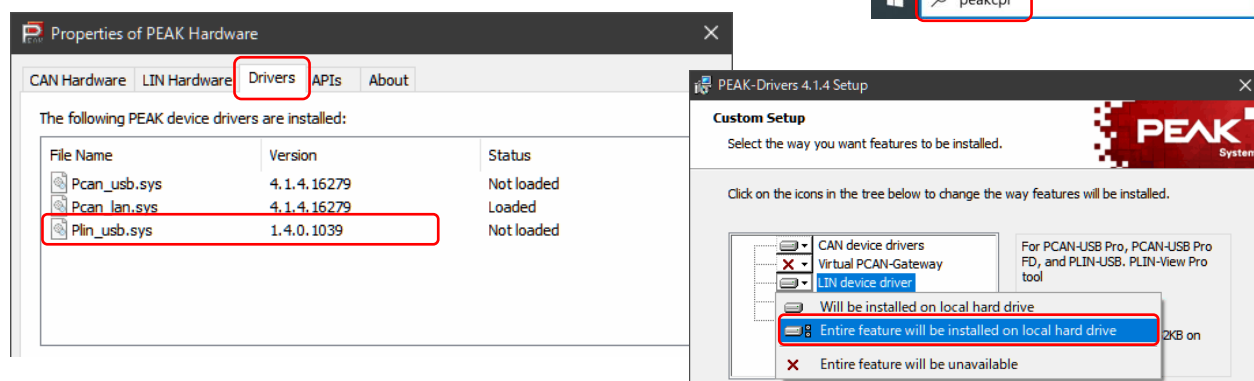 peakcpl
Properties of PEAK Hardware
CAN Hardware LIN Hardware Drivers APIs About
The following PEAK device drivers are installed:
File Name Version Status
Pcan_usb.sys 4.1.4.16279 Not loaded
Pcan_lan.sys 4.1.4.16279 Loaded
Plin_usb.sys 1.4.0.1039 Not loaded
PEAK-Drivers 4.1.4 Setup
Custom Setup
Select the way you want features to be installed.
PEAK
System
Click on the icons in the tree below to change the way features will be installed.
CAN device drivers
Virtual PCAN-Gateway
LIN device driver
For PCAN-USB Pro, PCAN-USB Pro
FD, and PLIN-USB. PLIN-View Pro
tool
Will be installed on local hard drive
Entire feature will be installed on local hard drive
2KB on
Entire feature will be unavailable